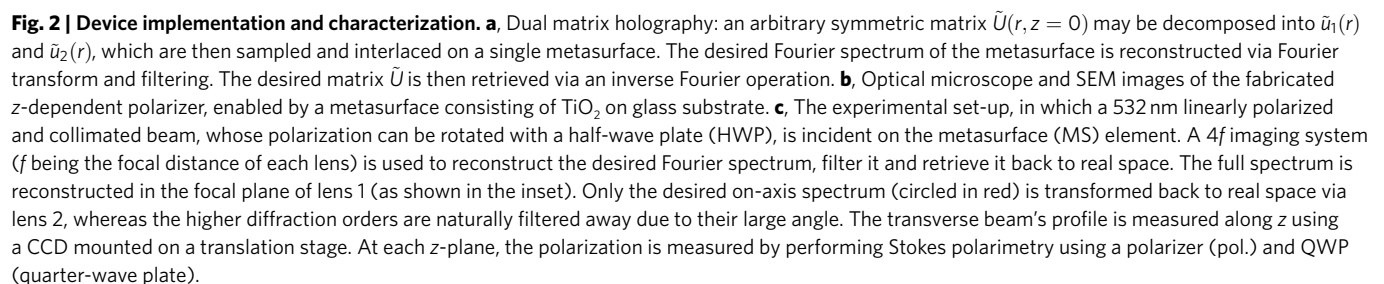 Fig. 2 | Device implementation and characterization. a, Dual matrix holography: an arbitrary symmetric matrix Ũ(r, z = 0) may be decomposed into ũ₁(r)
and ũ₂(r), which are then sampled and interlaced on a single metasurface. The desired Fourier spectrum of the metasurface is reconstructed via Fourier
transform and filtering. The desired matrix Ũ is then retrieved via an inverse Fourier operation. b, Optical microscope and SEM images of the fabricated
z-dependent polarizer, enabled by a metasurface consisting of TiO₂ on glass substrate. c, The experimental set-up, in which a 532 nm linearly polarized
and collimated beam, whose polarization can be rotated with a half-wave plate (HWP), is incident on the metasurface (MS) element. A 4f imaging system
(f being the focal distance of each lens) is used to reconstruct the desired Fourier spectrum, filter it and retrieve it back to real space. The full spectrum is
reconstructed in the focal plane of lens 1 (as shown in the inset). Only the desired on-axis spectrum (circled in red) is transformed back to real space via
lens 2, whereas the higher diffraction orders are naturally filtered away due to their large angle. The transverse beam's profile is measured along z using
a CCD mounted on a translation stage. At each z-plane, the polarization is measured by performing Stokes polarimetry using a polarizer (pol.) and QWP
(quarter-wave plate).